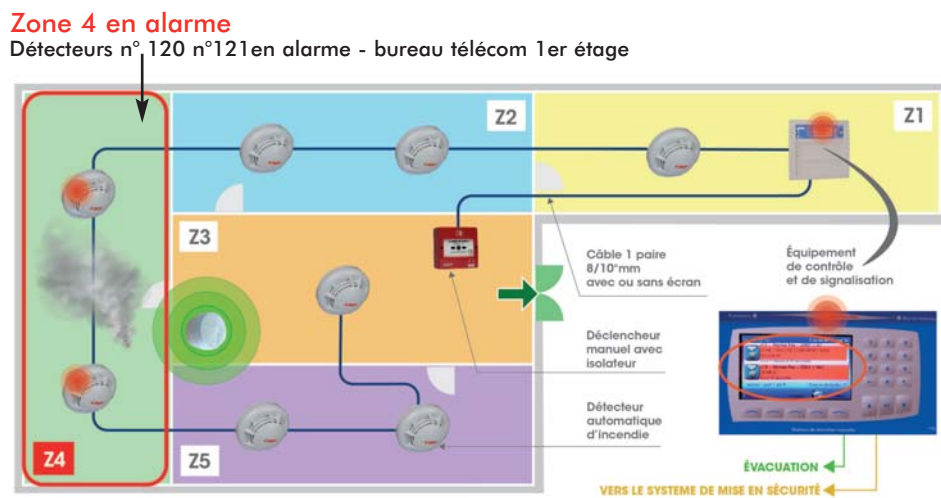 Zone 4 en alarme
Détecteurs n° 120 n°121en alarme - bureau télécom 1er étage
Z2
Z1
Z3
Câble 1 paire
8/10°mm
avec ou sans écran
Équipement
de contrôle
et de signalisation
Déclencheur
manuel avec
isolateur
Détecteur
automatique
d'incendie
Z4
Z5
ÉVACUATION
VERS LE SYSTEME DE MISE EN SÉCURITÉ